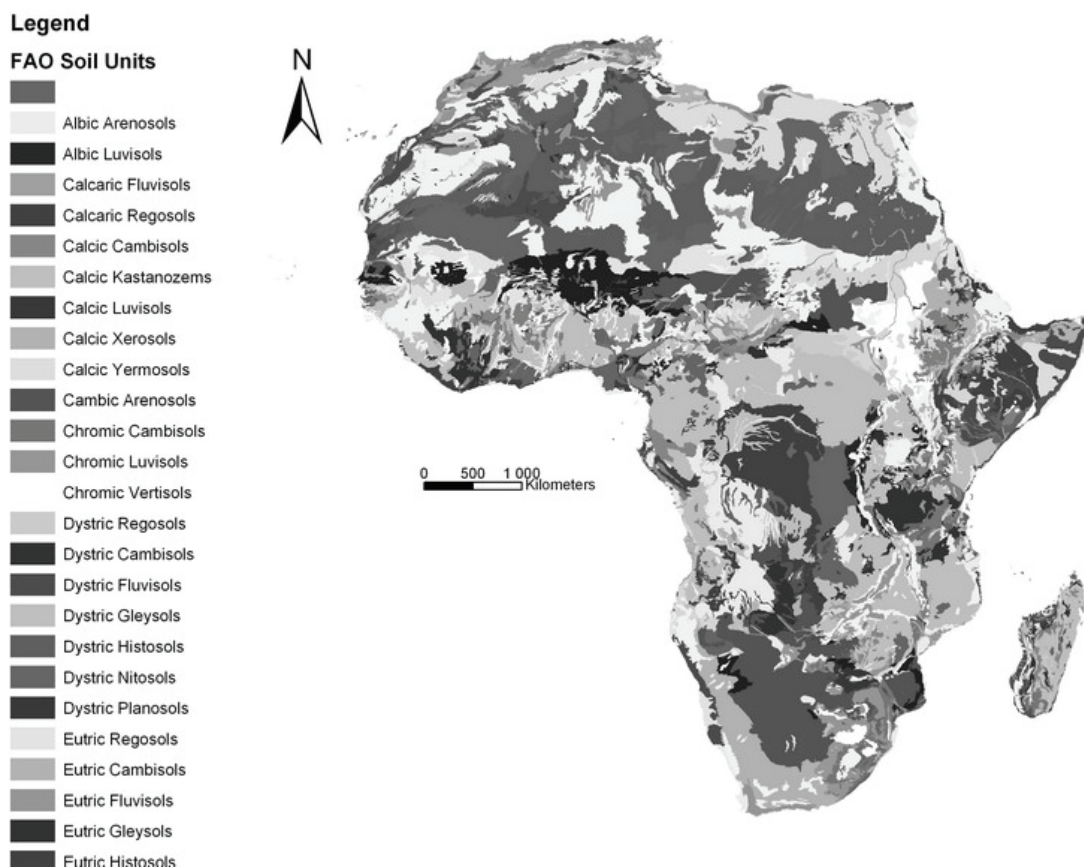 Legend
FAO Soil Units
Albic Arenosols
Albic Luvisols
Calcaric Fluvisols
Calcaric Regosols
Calcic Cambisols
Calcic Kastanozems
Calcic Luvisols
Calcic Xerosols
Calcic Yermosols
Cambic Arenosols
Chromic Cambisols
Chromic Luvisols
Chromic Vertisols
Dystric Regosols
Dystric Cambisols
Dystric Fluvisols
Dystric Gleysols
Dystric Histosols
Dystric Nitosols
Dystric Planosols
Eutric Regosols
Eutric Cambisols
Eutric Fluvisols
Eutric Gleysols
Eutric Histosols
N
0 500 1 000
Kilometers